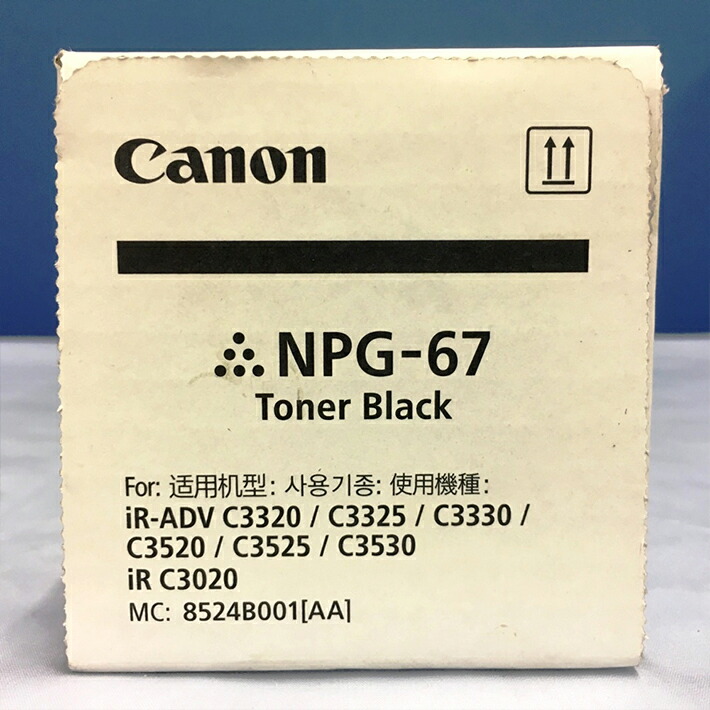 Canon
NPG-67
Toner Black
For: 适用机型: 사용기종: 使用機種:
iR-ADV C3320 / C3325 / C3330 /
C3520 / C3525 / C3530
iR C3020
MC: 8524B001[AA]